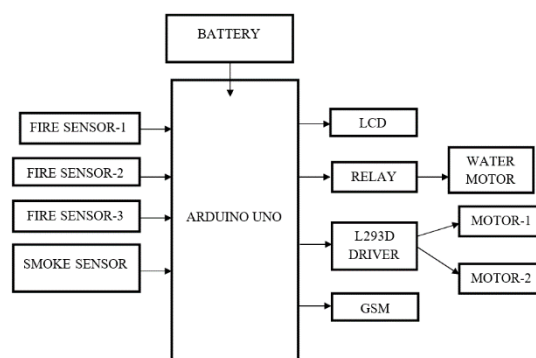 BATTERY
FIRE SENSOR-1
FIRE SENSOR-2
FIRE SENSOR-3
SMOKE SENSOR
ARDUINO UNO
LCD
RELAY
WATER
MOTOR
L293D
DRIVER
MOTOR-1
MOTOR-2
GSM